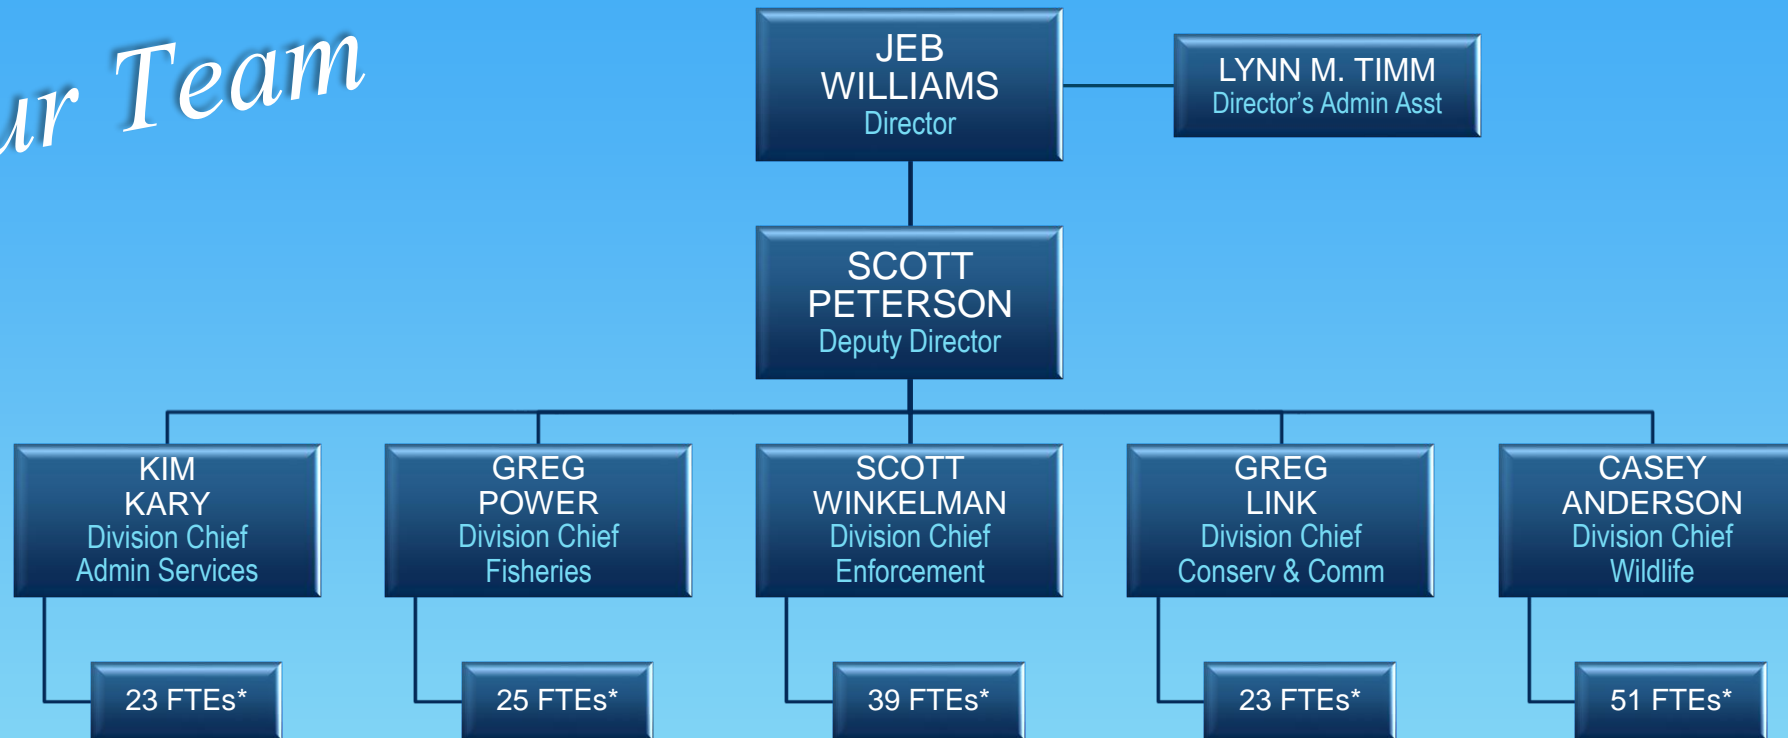 Team
JEB
WILLIAMS
Director
LYNN M. TIMM
Director's Admin Asst
SCOTT
PETERSON
Deputy Director
KIM
KARY
Division Chief
Admin Services
GREG
POWER
Division Chief
Fisheries
SCOTT
WINKELMAN
Division Chief
Enforcement
GREG
LINK
Division Chief
Conserv & Comm
CASEY
ANDERSON
Division Chief
Wildlife
23 FTEs*
25 FTEs*
39 FTEs*
23 FTEs*
51 FTEs*